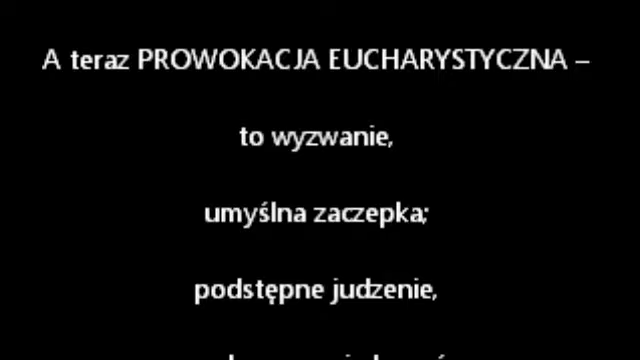 A teraz PROWOKACJA EUCHARYSTYCZNA –
to wyzwanie,
umyślna zaczepka;
podstępne judzenie,